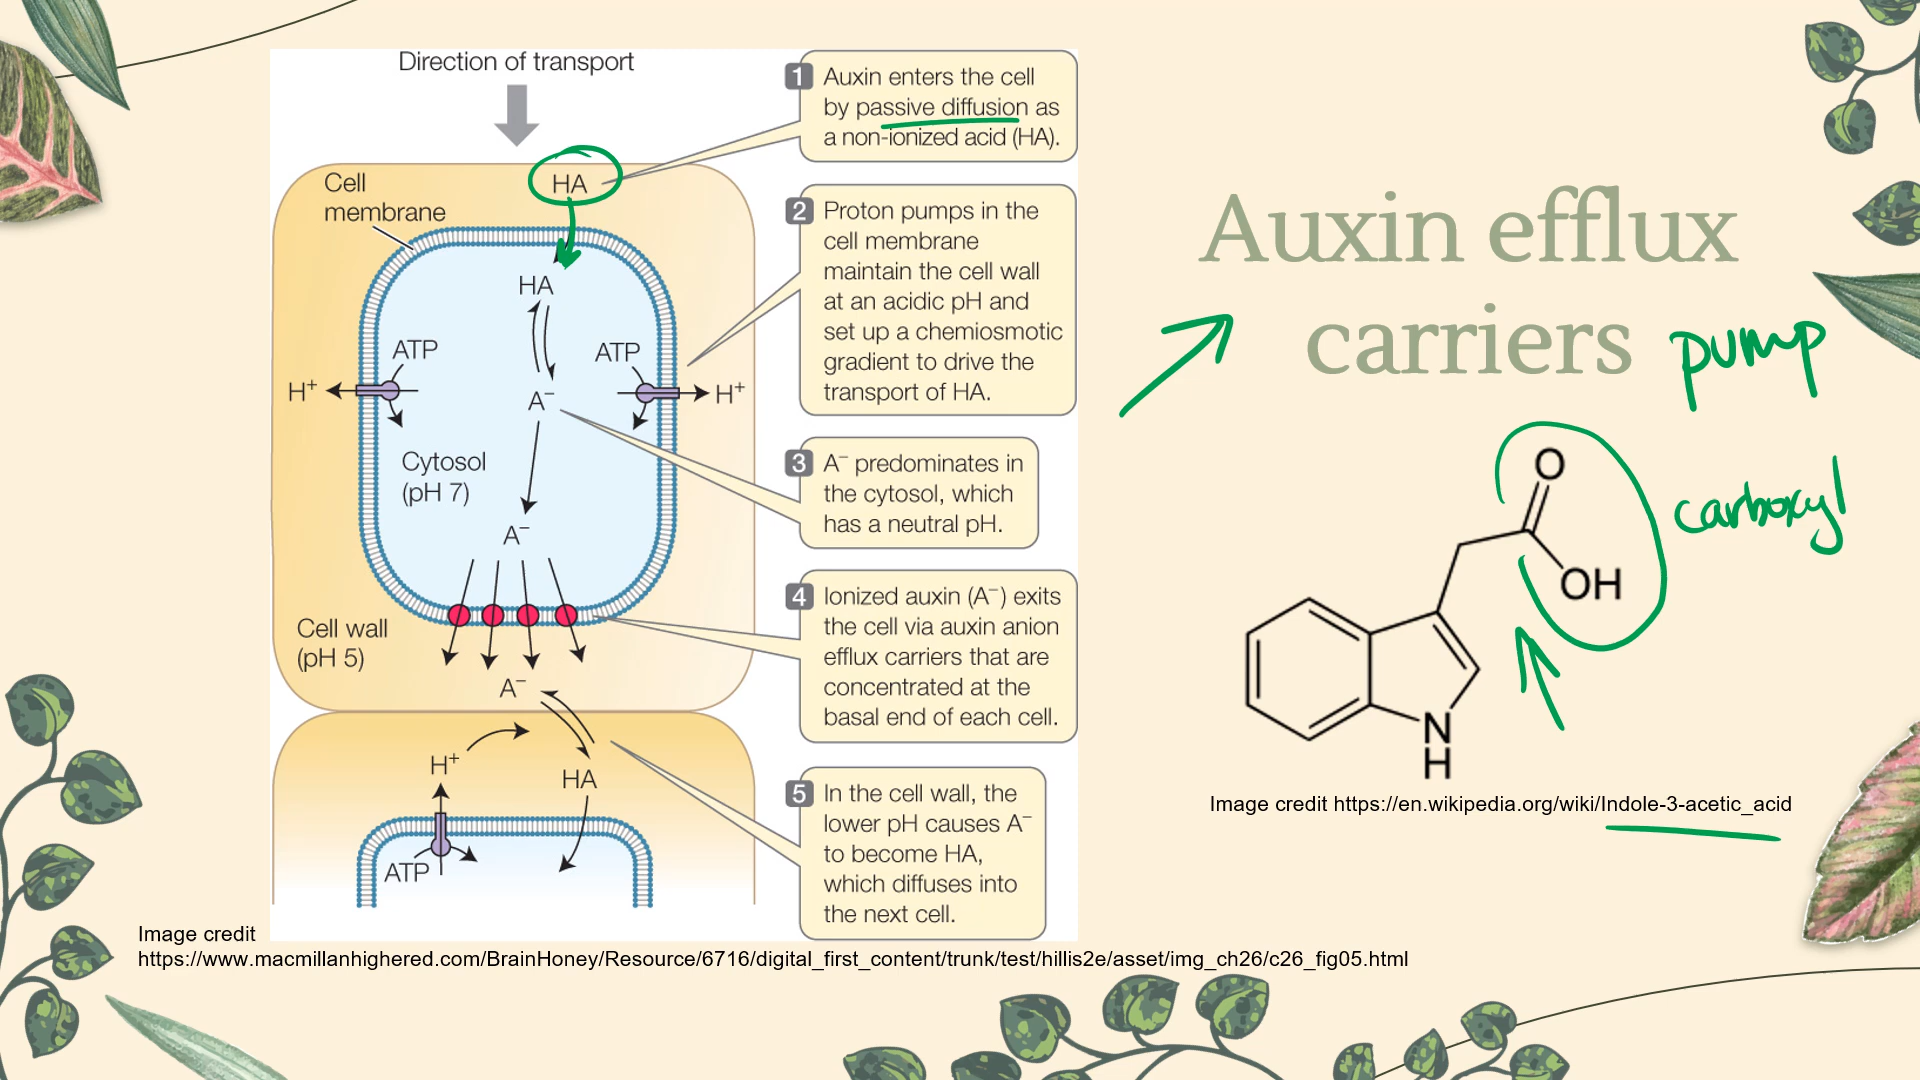 Direction of transport
1 Auxin enters the cell
by passive diffusion as
a non-ionized acid (HA).
Cell
membrane
HA
2 Proton pumps in the
cell membrane
maintain the cell wall
at an acidic pH and
set up a chemiosmotic
gradient to drive the
transport of HA.
HA
ATP
ATP
H⁺
H⁺
A⁻
Cytosol
(pH 7)
3 A⁻ predominates in
the cytosol, which
has a neutral pH.
A⁻
4 Ionized auxin (A⁻) exits
the cell via auxin anion
efflux carriers that are
concentrated at the
basal end of each cell.
Cell wall
(pH 5)
A⁻
H⁺
HA
ATP
5 In the cell wall, the
lower pH causes A⁻
to become HA,
which diffuses into
the next cell.
Auxin efflux
carriers
pump
carboxyl
O
OH
N
H
Image credit https://en.wikipedia.org/wiki/Indole-3-acetic_acid
Image credit
https://www.macmillanhighered.com/BrainHoney/Resource/6716/digital_first_content/trunk/test/hillis2e/asset/img_ch26/c26_fig05.html